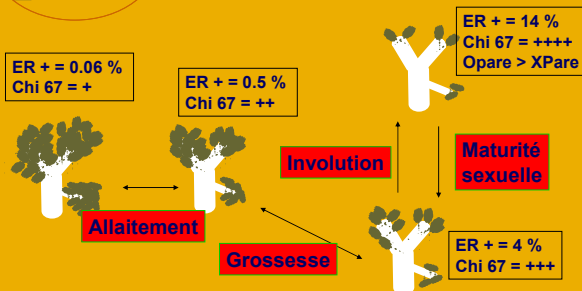 ER + = 14 %
Chi 67 = ++++
Opare > XPare
ER + = 0.06 %
Chi 67 = +
ER + = 0.5 %
Chi 67 = ++
Involution
Maturité
sexuelle
Allaitement
Grossesse
ER + = 4 %
Chi 67 = +++